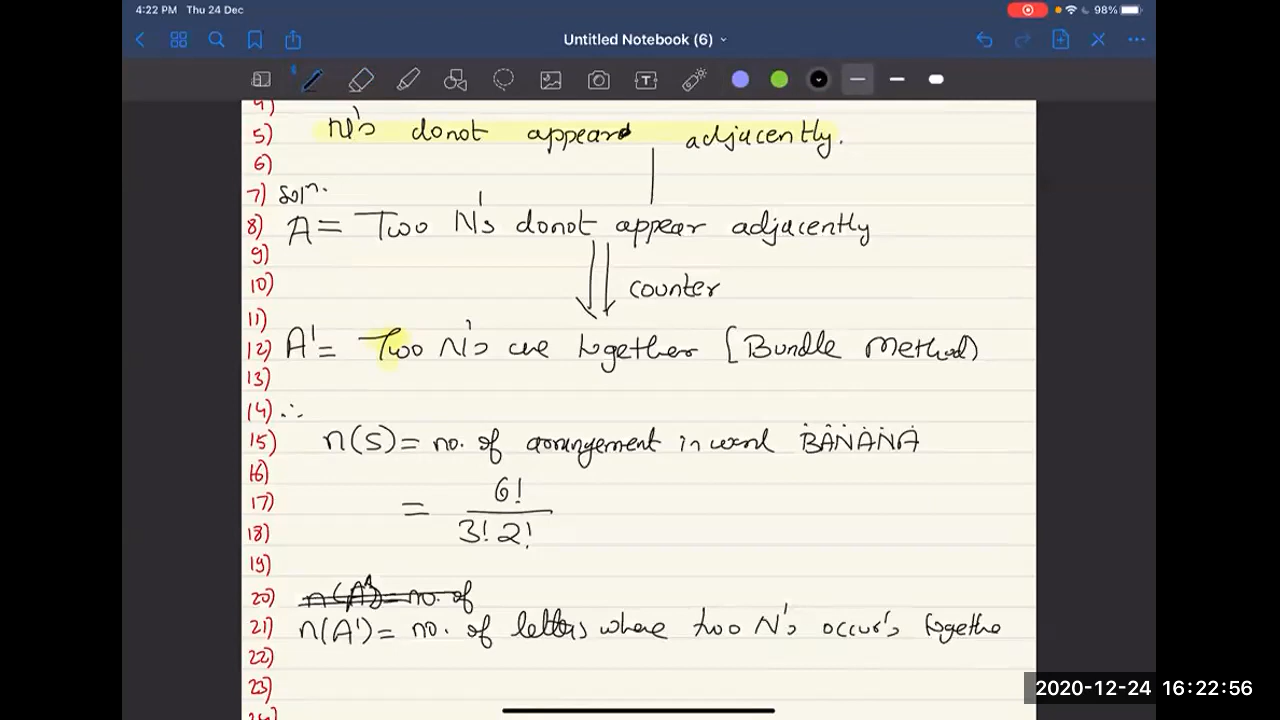 4:22 PM Thu 24 Dec
98%
Untitled Notebook (6)
4)
5) N's donot appear adjacently.
6)
7) Soln.
8) A = Two N's donot appear adjacently
9)
10) counter
11)
12) A' = Two N's are together [Bundle Method)
13)
14) ∴
15) n(S) = no. of arrangement in word BANANA
16)
17) = 6!
18) 3! 2!
19)
20) n(A') = no. of
21) n(A') = no. of letters where two N's occur's togethe
22)
23)
2020-12-24 16:22:56